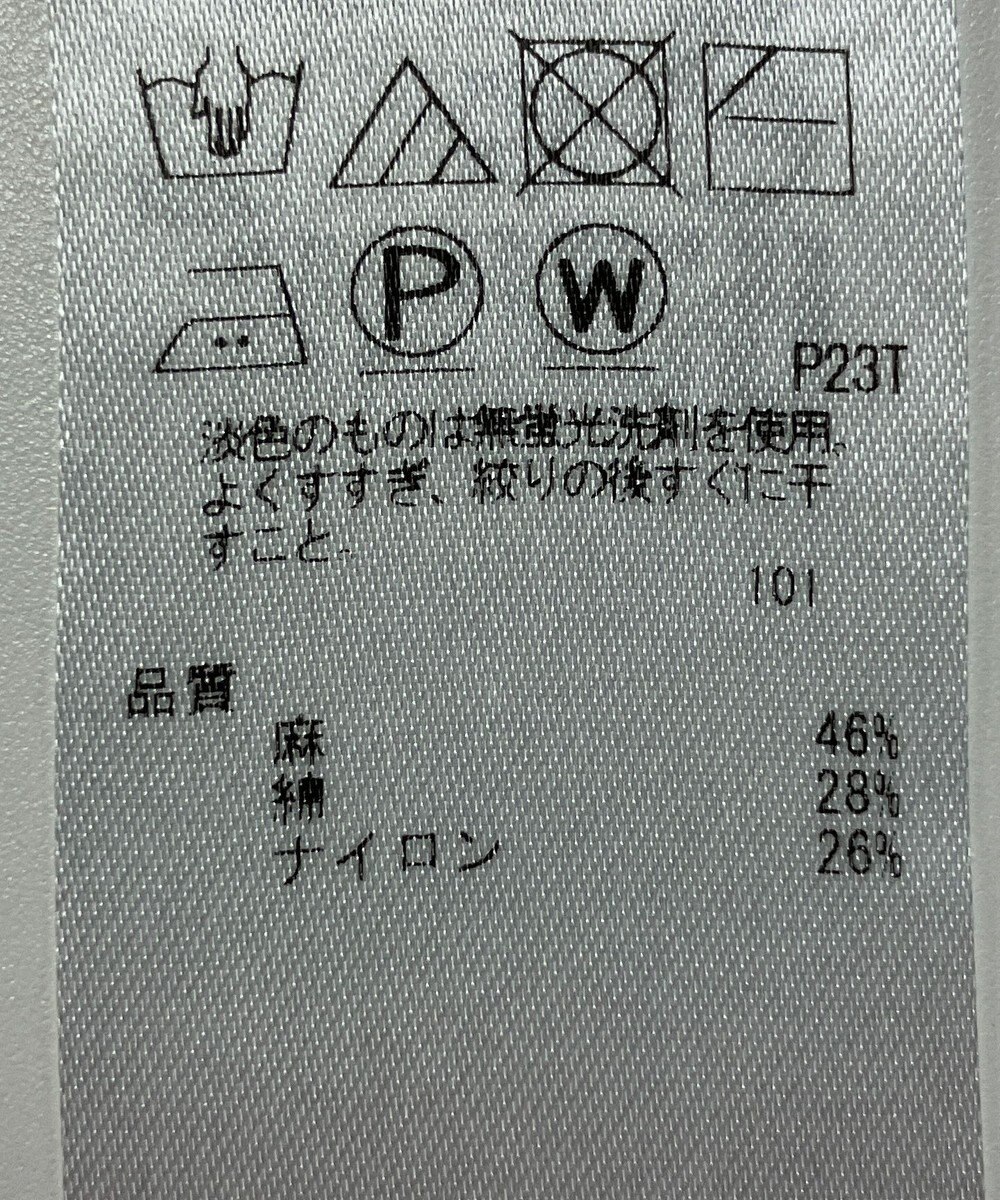 P W
P23T
淡色のものは無蛍光洗剤を使用。
よくすすぎ、絞りの後すぐに干
すこと。
101
品質
麻 46%
綿 28%
ナイロン 26%